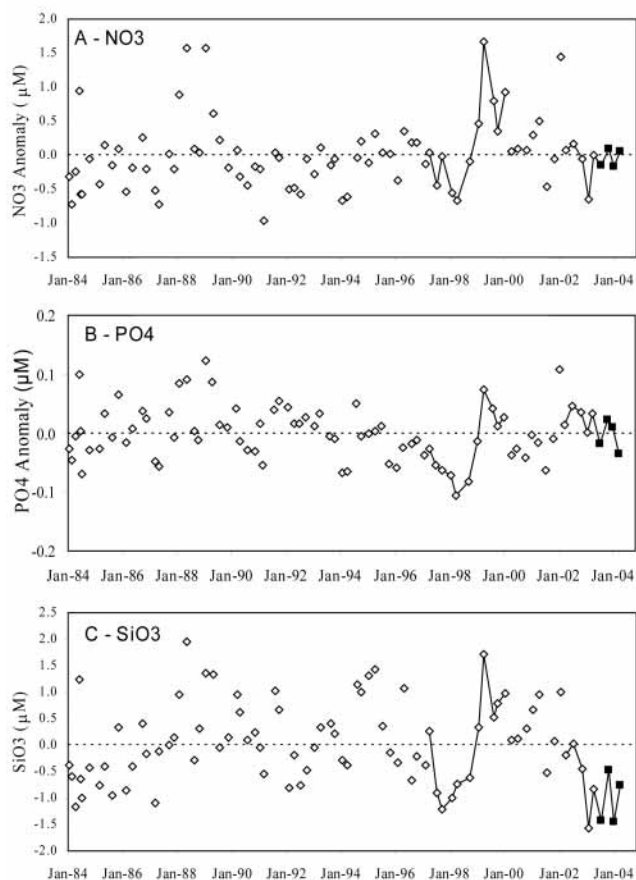 A - NO3
NO3 Anomaly ( µM)
2.0
1.5
1.0
0.5
0.0
-0.5
-1.0
-1.5
Jan-84 Jan-86 Jan-88 Jan-90 Jan-92 Jan-94 Jan-96 Jan-98 Jan-00 Jan-02 Jan-04
B - PO4
PO4 Anomaly (µM)
0.2
0.1
0.0
-0.1
-0.2
Jan-84 Jan-86 Jan-88 Jan-90 Jan-92 Jan-94 Jan-96 Jan-98 Jan-00 Jan-02 Jan-04
C - SiO3
SiO3 (µM)
2.5
2.0
1.5
1.0
0.5
0.0
-0.5
-1.0
-1.5
-2.0
Jan-84 Jan-86 Jan-88 Jan-90 Jan-92 Jan-94 Jan-96 Jan-98 Jan-00 Jan-02 Jan-04